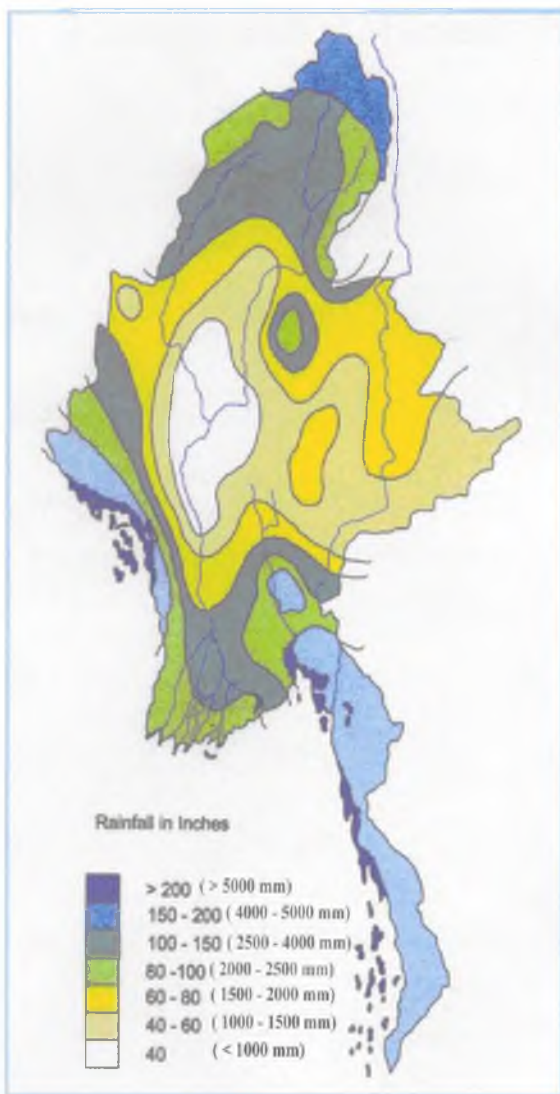 Rainfall in Inches
> 200 ( > 5000 mm)
150 - 200 ( 4000 - 5000 mm)
100 - 150 ( 2500 - 4000 mm)
80 -100 ( 2000 - 2500 mm)
60 - 80 ( 1500 - 2000 mm)
40 - 60 ( 1000 - 1500 mm)
40 ( < 1000 mm)